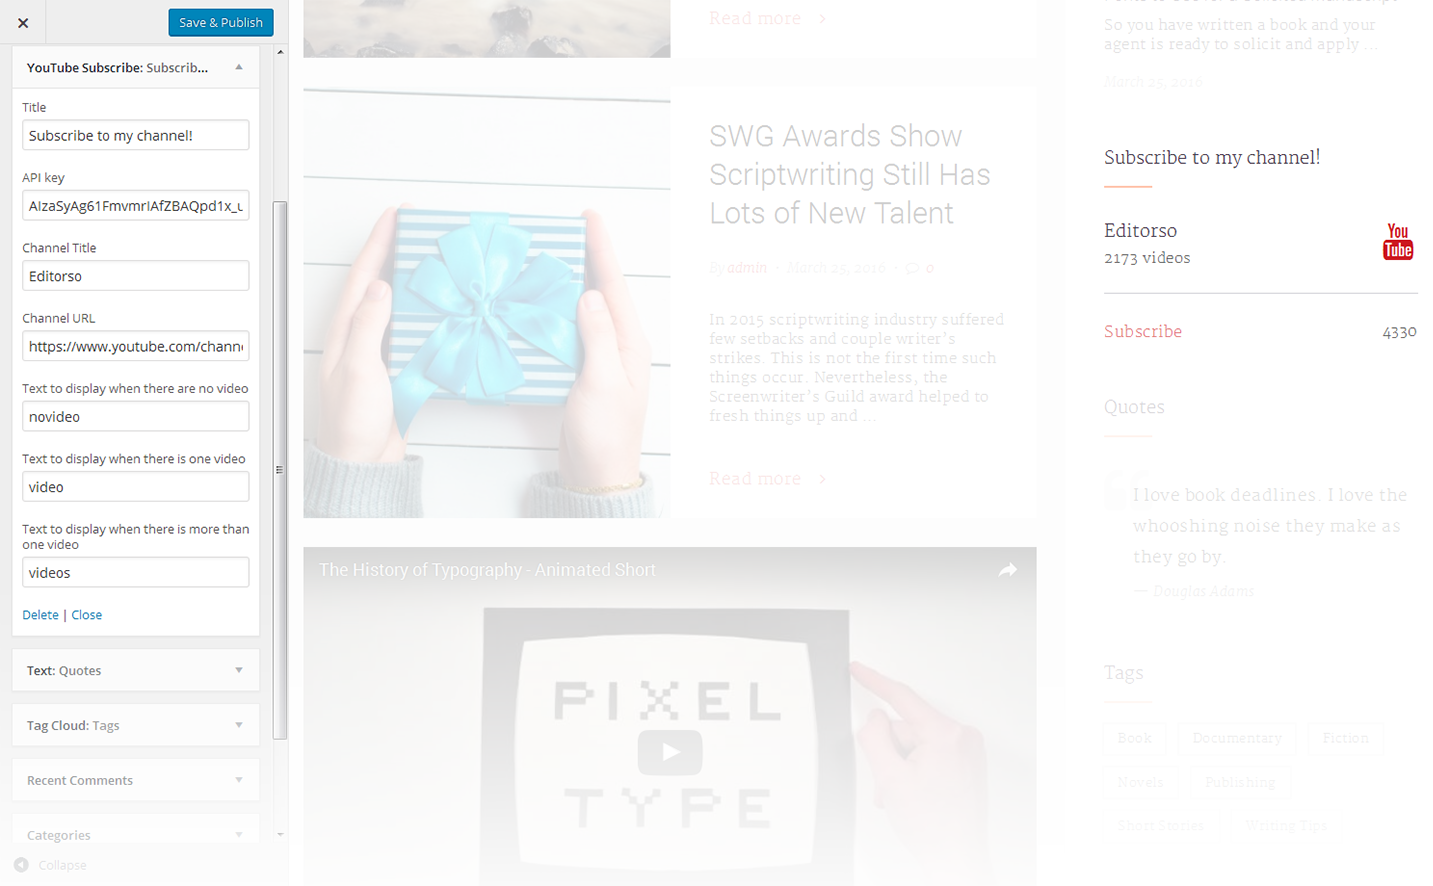 Save & Publish
YouTube Subscribe: Subscrib...
Title
Subscribe to my channel!
API key
Channel Title
Editorso
Channel URL
https://www.youtube.com/chann
Text to display when there are no video
novideo
Text to display when there is one video
video
Text to display when there is more than
one video
videos
Delete | Close
Text: Quotes
Tag Cloud: Tags
Recent Comments
Categories
Collapse
Read more
SWG Awards Show
Scriptwriting Still Has
Lots of New Talent
By admin • March 25, 2016 • 0
In 2015 scriptwriting industry suffered
few setbacks and couple writer's
strikes. This is not the first time such
things occur. Nevertheless, the
Screenwriter's Guild award helped to
fresh things up and ...
Read more
The History of Typography - Animated Short
PIXEL
TYPE
So you have written a book and your
agent is ready to solicit and apply ...
March 25, 2016
Subscribe to my channel!
Editorso
2173 videos
You
Tube
Subscribe
4330
Quotes
I love book deadlines. I love the
whooshing noise they make as
they go by.
— Douglas Adams
Tags
Book
Documentary
Fiction
Novels
Publishing
Short Stories
Writing Tips